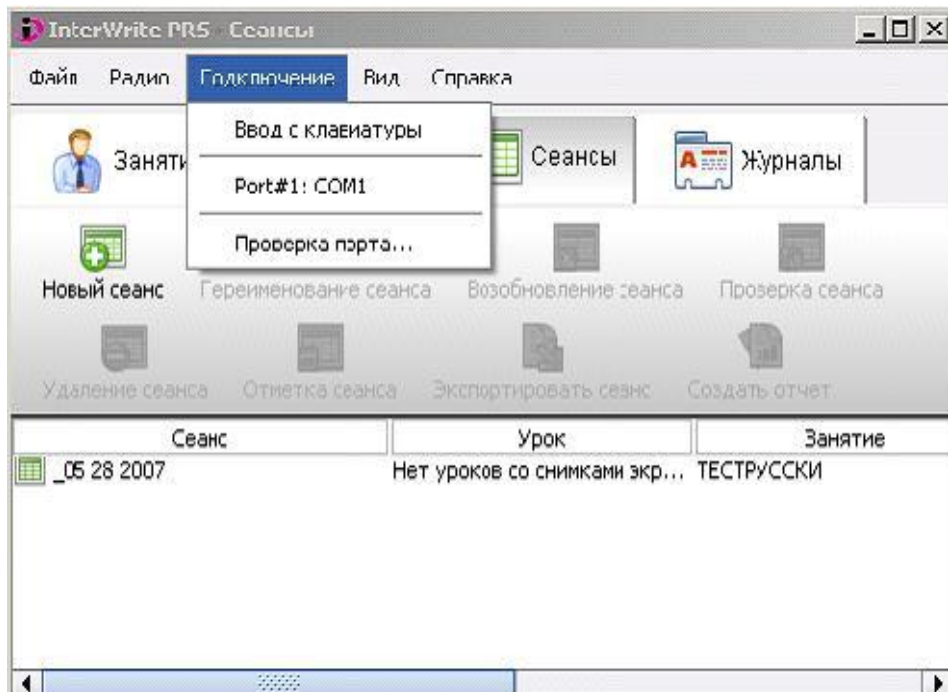 InterWrite PRS - Сеансы
Файл Радио Подключение Вид Справка
Ввод с клавиатуры
Port#1: COM1
Проверка порта...
Заняти Сеансы Журналы
Новый сеанс Переименование сеанса Возобновление сеанса Проверка сеанса
Удаление сеанса Отметка сеанса Экспортировать сеанс Создать отчет
Сеанс Урок Занятие
_05 28 2007 Нет уроков со снимками экр... ТЕСТРУССКИ